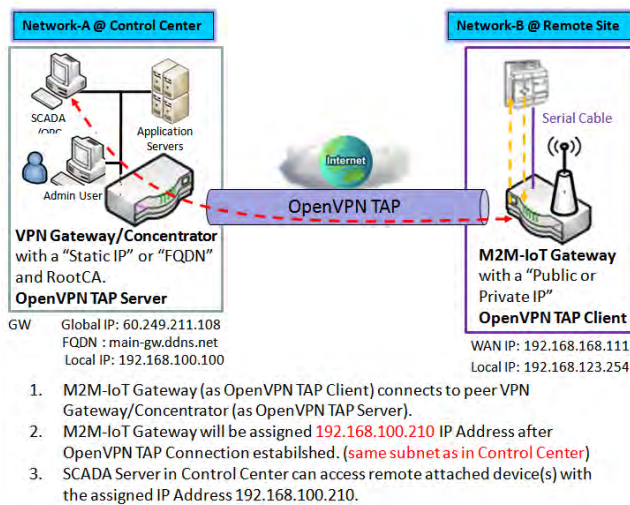 Network-A @ Control Center
Network-B @ Remote Site
SCADA
/OPC
Application
Servers
Admin User
Internet
OpenVPN TAP
Serial Cable
VPN Gateway/Concentrator
with a “Static IP” or “FQDN”
and RootCA.
OpenVPN TAP Server
M2M-IoT Gateway
with a “Public or
Private IP”
OpenVPN TAP Client
GW Global IP: 60.249.211.108
FQDN : main-gw.ddns.net
Local IP: 192.168.100.100
WAN IP: 192.168.168.111
Local IP: 192.168.123.254
1. M2M-IoT Gateway (as OpenVPN TAP Client) connects to peer VPN
Gateway/Concentrator (as OpenVPN TAP Server).
2. M2M-IoT Gateway will be assigned 192.168.100.210 IP Address after
OpenVPN TAP Connection estabilshed. (same subnet as in Control Center)
3. SCADA Server in Control Center can access remote attached device(s) with
the assigned IP Address 192.168.100.210.